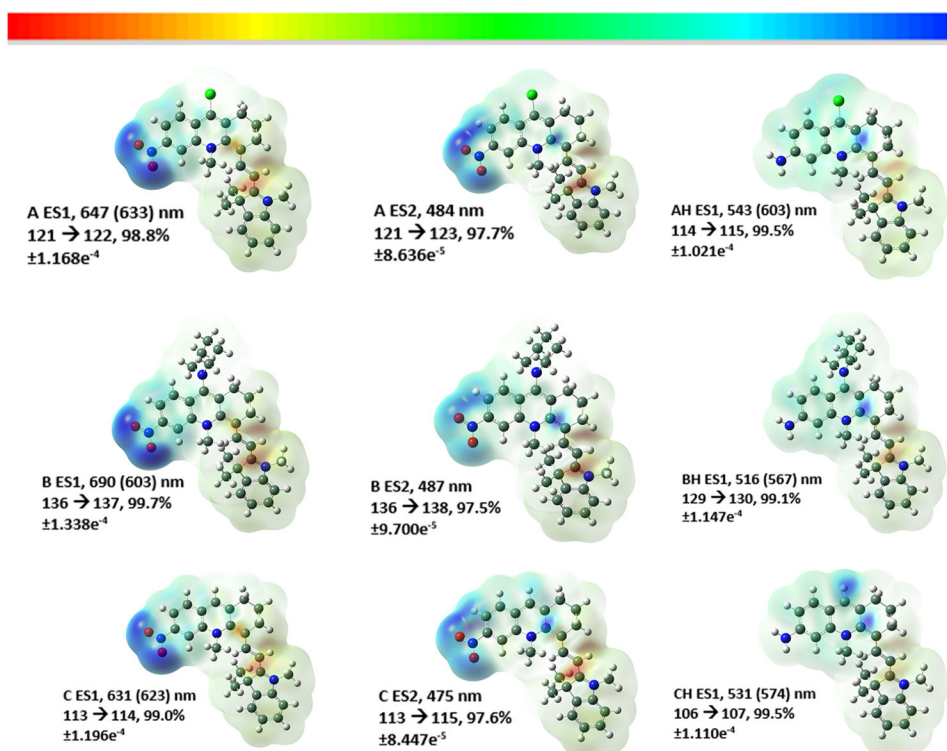 A ES1, 647 (633) nm
121 → 122, 98.8%
±1.168e⁻⁴
A ES2, 484 nm
121 → 123, 97.7%
±8.636e⁻⁵
AH ES1, 543 (603) nm
114 → 115, 99.5%
±1.021e⁻⁴
B ES1, 690 (603) nm
136 → 137, 99.7%
±1.338e⁻⁴
B ES2, 487 nm
136 → 138, 97.5%
±9.700e⁻⁵
BH ES1, 516 (567) nm
129 → 130, 99.1%
±1.147e⁻⁴
C ES1, 631 (623) nm
113 → 114, 99.0%
±1.196e⁻⁴
C ES2, 475 nm
113 → 115, 97.6%
±8.447e⁻⁵
CH ES1, 531 (574) nm
106 → 107, 99.5%
±1.110e⁻⁴